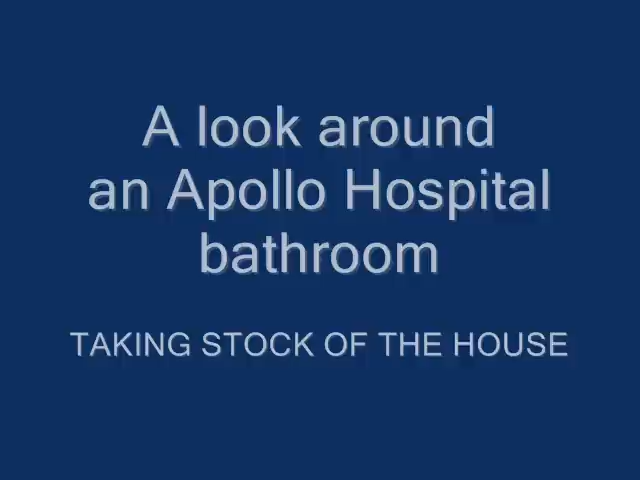 A look around
an Apollo Hospital
bathroom
TAKING STOCK OF THE HOUSE